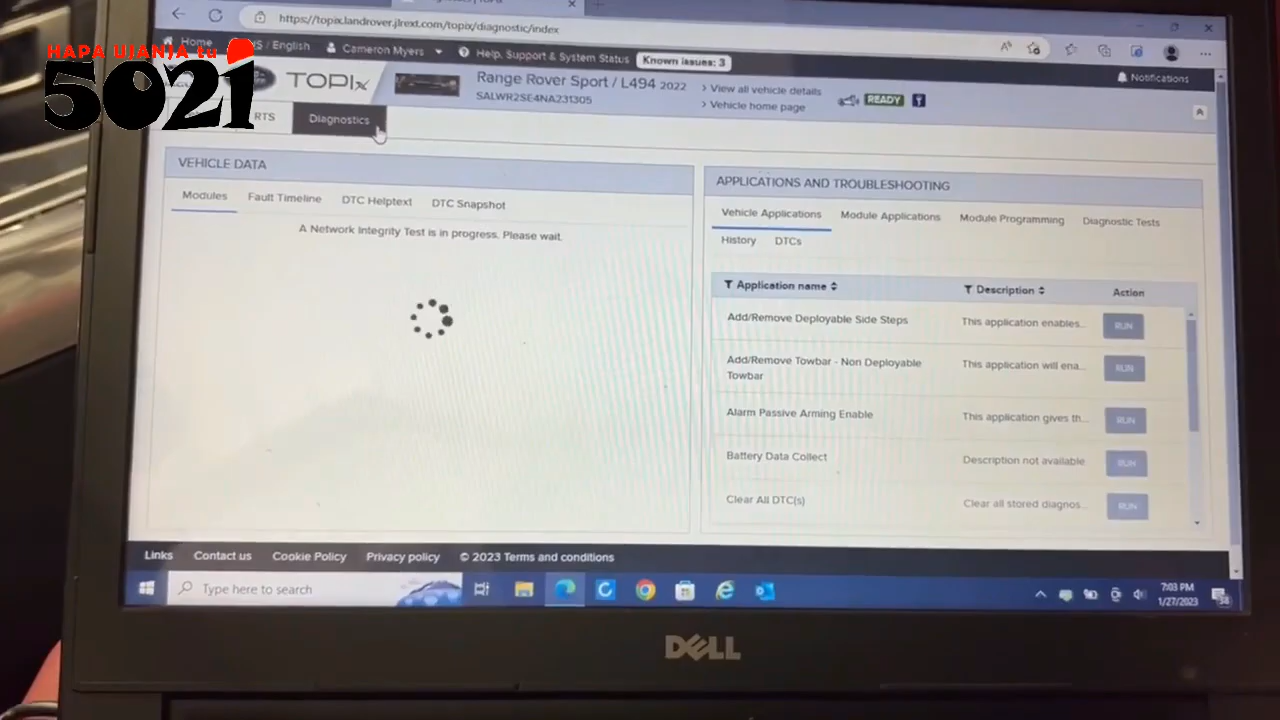 https://topix.landrover.jlrext.com/topix/diagnostic/index
Home
/ English
Cameron Myers
Help, Support & System Status
Known issues: 3
Notifications
HAPA UJANJA tu
5021
TOPIx
Range Rover Sport / L494 2022
SALWR2SE4NA231305
View all vehicle details
Vehicle home page
READY
RTS
Diagnostics
VEHICLE DATA
Modules
Fault Timeline
DTC Helptext
DTC Snapshot
A Network Integrity Test is in progress. Please wait.
APPLICATIONS AND TROUBLESHOOTING
Vehicle Applications
Module Applications
Module Programming
Diagnostic Tests
History
DTCs
Application name
Description
Action
Add/Remove Deployable Side Steps
This application enables...
RUN
Add/Remove Towbar - Non Deployable
Towbar
This application will ena...
RUN
Alarm Passive Arming Enable
This application gives th...
RUN
Battery Data Collect
Description not available
RUN
Clear All DTC(s)
Clear all stored diagnos...
RUN
Links
Contact us
Cookie Policy
Privacy policy
© 2023 Terms and conditions
Type here to search
7:03 PM
1/27/2023
DELL